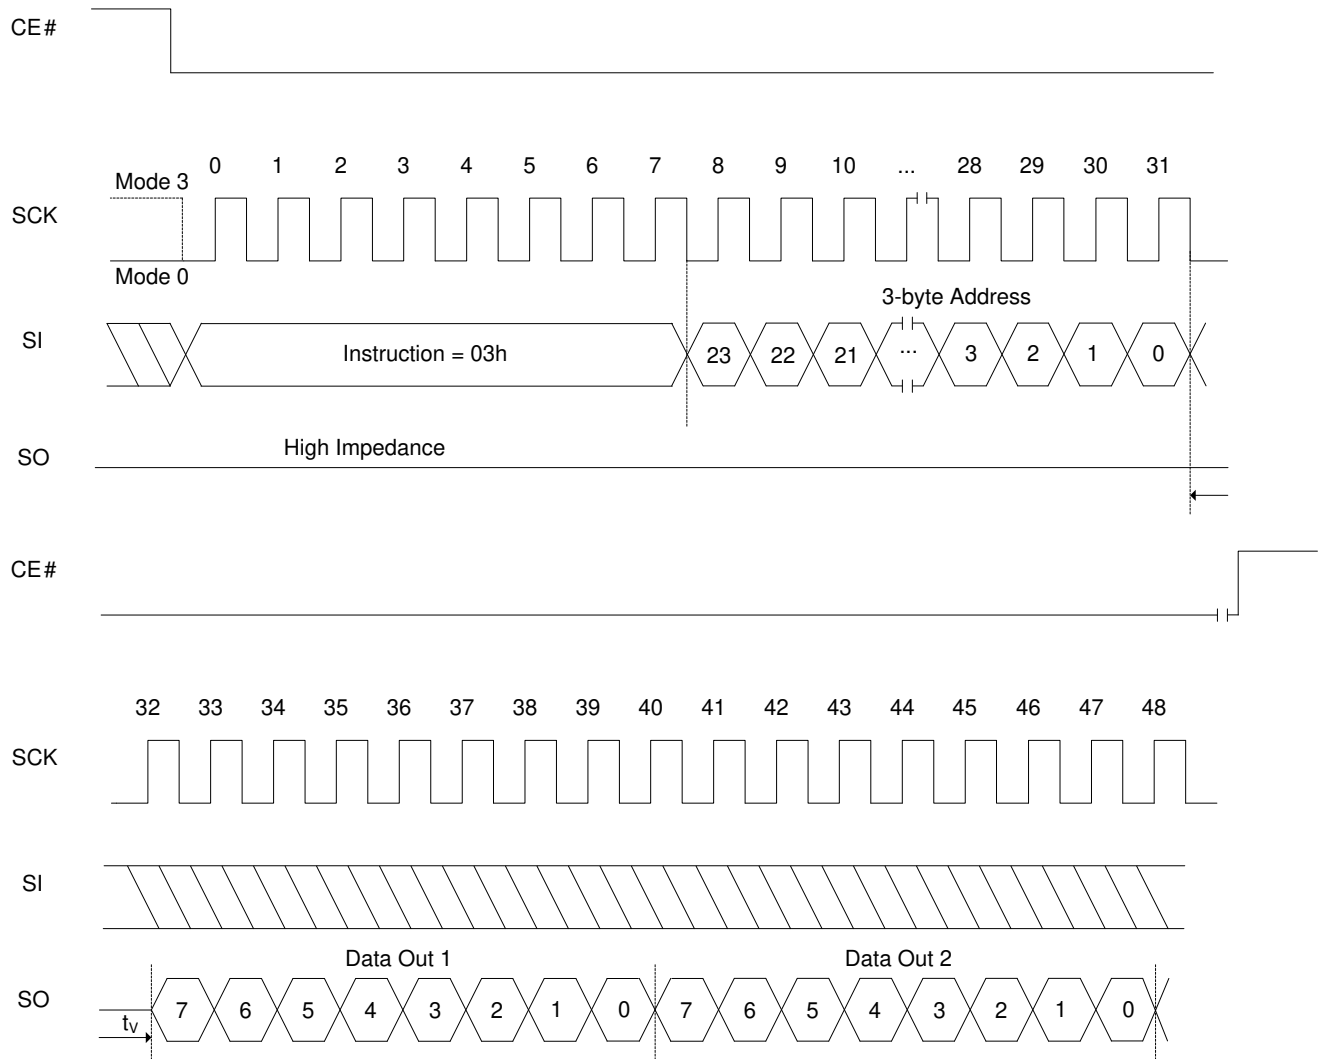 CE#
0 1 2 3 4 5 6 7 8 9 10 ... 28 29 30 31
Mode 3
SCK
Mode 0
3-byte Address
SI
Instruction = 03h 23 22 21 ... 3 2 1 0
High Impedance
SO
CE#
32 33 34 35 36 37 38 39 40 41 42 43 44 45 46 47 48
SCK
SI
Data Out 1 Data Out 2
SO 7 6 5 4 3 2 1 0 7 6 5 4 3 2 1 0
tV